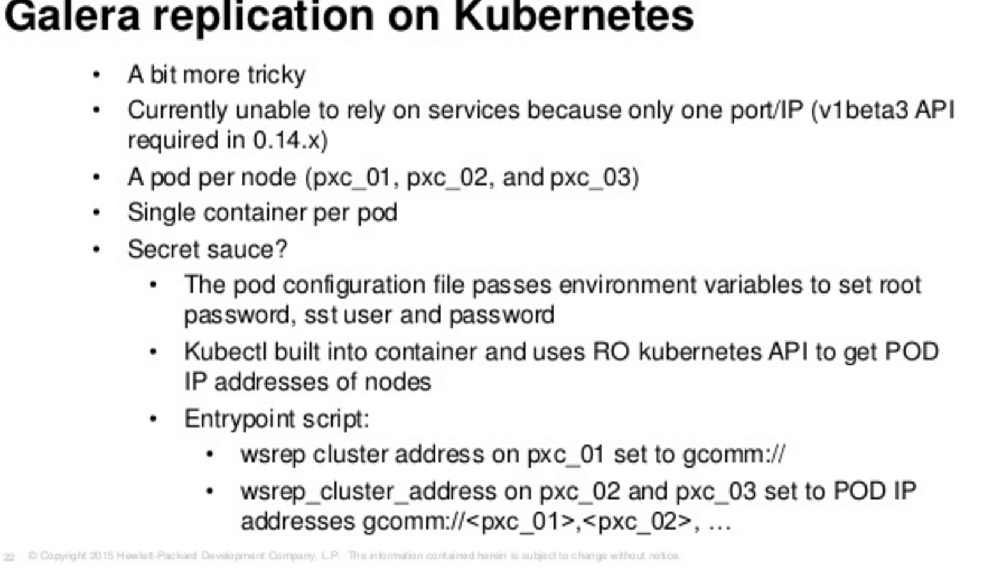 Galera replication on Kubernetes
• A bit more tricky
• Currently unable to rely on services because only one port/IP (v1beta3 API
required in 0.14.x)
• A pod per node (pxc_01, pxc_02, and pxc_03)
• Single container per pod
• Secret sauce?
• The pod configuration file passes environment variables to set root
password, sst user and password
• Kubectl built into container and uses RO kubernetes API to get POD
IP addresses of nodes
• Entrypoint script:
• wsrep cluster address on pxc_01 set to gcomm://
• wsrep_cluster_address on pxc_02 and pxc_03 set to POD IP
addresses gcomm://<pxc_01>,<pxc_02>, …
22 © Copyright 2015 Hewlett-Packard Development Company, L.P. The information contained herein is subject to change without notice.